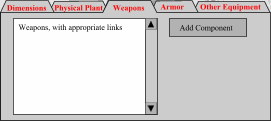 Dimensions Physical Plant Weapons Armor Other Equipment
Weapons, with appropriate links
Add Component